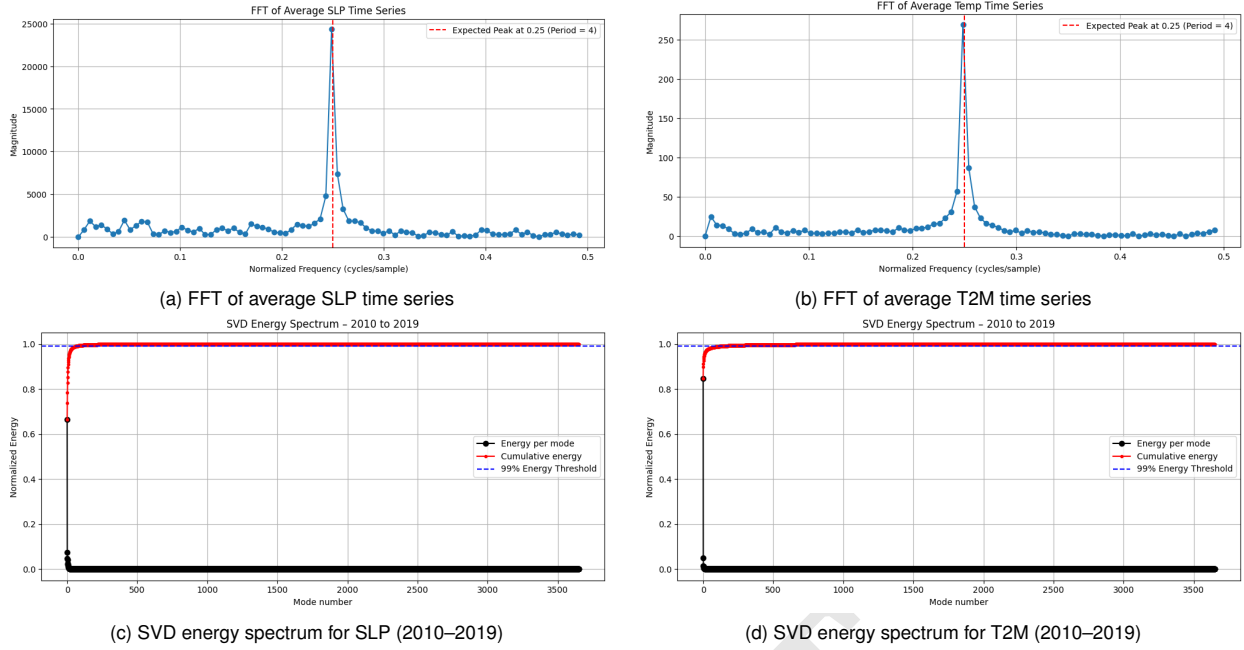 FFT of Average SLP Time Series
Expected Peak at 0.25 (Period = 4)
Magnitude
25000
20000
15000
10000
5000
0
0.0 0.1 0.2 0.3 0.4 0.5
Normalized Frequency (cycles/sample)
(a) FFT of average SLP time series
FFT of Average Temp Time Series
Expected Peak at 0.25 (Period = 4)
Magnitude
250
200
150
100
50
0
0.0 0.1 0.2 0.3 0.4 0.5
Normalized Frequency (cycles/sample)
(b) FFT of average T2M time series
SVD Energy Spectrum – 2010 to 2019
Normalized Energy
1.0
0.8
0.6
0.4
0.2
0.0
Energy per mode
Cumulative energy
99% Energy Threshold
0 500 1000 1500 2000 2500 3000 3500
Mode number
(c) SVD energy spectrum for SLP (2010–2019)
SVD Energy Spectrum – 2010 to 2019
Normalized Energy
1.0
0.8
0.6
0.4
0.2
0.0
Energy per mode
Cumulative energy
99% Energy Threshold
0 500 1000 1500 2000 2500 3000 3500
Mode number
(d) SVD energy spectrum for T2M (2010–2019)